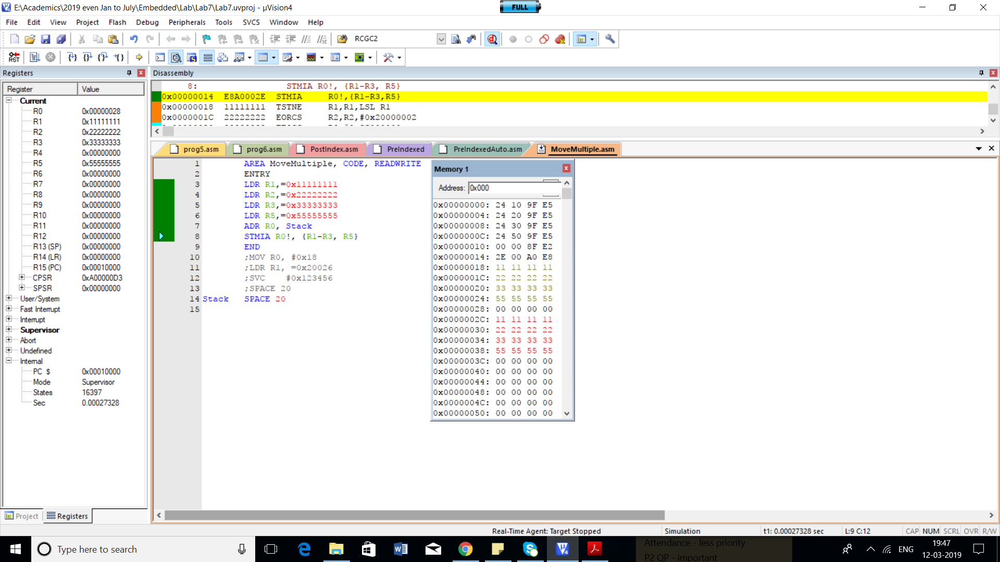 E:\Academics\2019 even Jan to July\Embedded\Lab\Lab7\Lab7.uvproj - µVision4
FULL
File Edit View Project Flash Debug Peripherals Tools SVCS Window Help
RCGC2
RST
Registers
Register Value
Current
R0 0x00000028
R1 0x11111111
R2 0x22222222
R3 0x33333333
R4 0x00000000
R5 0x55555555
R6 0x00000000
R7 0x00000000
R8 0x00000000
R9 0x00000000
R10 0x00000000
R11 0x00000000
R12 0x00000000
R13 (SP) 0x00000000
R14 (LR) 0x00000000
R15 (PC) 0x00010000
CPSR 0xA00000D3
SPSR 0x00000000
User/System
Fast Interrupt
Interrupt
Supervisor
Abort
Undefined
Internal
PC $ 0x00010000
Mode Supervisor
States 16397
Sec 0.00027328
Project Registers
Disassembly
8: STMIA R0!, {R1-R3, R5}
0x00000014 E8A0002E STMIA R0!,{R1-R3,R5}
0x00000018 11111111 TSTNE R1,R1,LSL R1
0x0000001C 22222222 EORCS R2,R2,#0x20000002
prog5.asm prog6.asm PostIndex.asm PreIndexed PreIndexedAuto.asm MoveMultiple.asm
1 AREA MoveMultiple, CODE, READWRITE
2 ENTRY
3 LDR R1,=0x11111111
4 LDR R2,=0x22222222
5 LDR R3,=0x33333333
6 LDR R5,=0x55555555
7 ADR R0, Stack
8 STMIA R0!, {R1-R3, R5}
9 END
10 ;MOV R0, #0x18
11 ;LDR R1, =0x20026
12 ;SVC #0x123456
13 ;SPACE 20
14 Stack SPACE 20
15
Memory 1
Address: 0x000
0x00000000: 24 10 9F E5
0x00000004: 24 20 9F E5
0x00000008: 24 30 9F E5
0x0000000C: 24 50 9F E5
0x00000010: 00 00 8F E2
0x00000014: 2E 00 A0 E8
0x00000018: 11 11 11 11
0x0000001C: 22 22 22 22
0x00000020: 33 33 33 33
0x00000024: 55 55 55 55
0x00000028: 00 00 00 00
0x0000002C: 11 11 11 11
0x00000030: 22 22 22 22
0x00000034: 33 33 33 33
0x00000038: 55 55 55 55
0x0000003C: 00 00 00 00
0x00000040: 00 00 00 00
0x00000044: 00 00 00 00
0x00000048: 00 00 00 00
0x0000004C: 00 00 00 00
0x00000050: 00 00 00 00
Real-Time Agent: Target Stopped Simulation t1: 0.00027328 sec L:9 C:12 CAP NUM SCRL OVR R/W
Type here to search
Attendance - less priority
P2 QP - important
ENG
19:47
12-03-2019